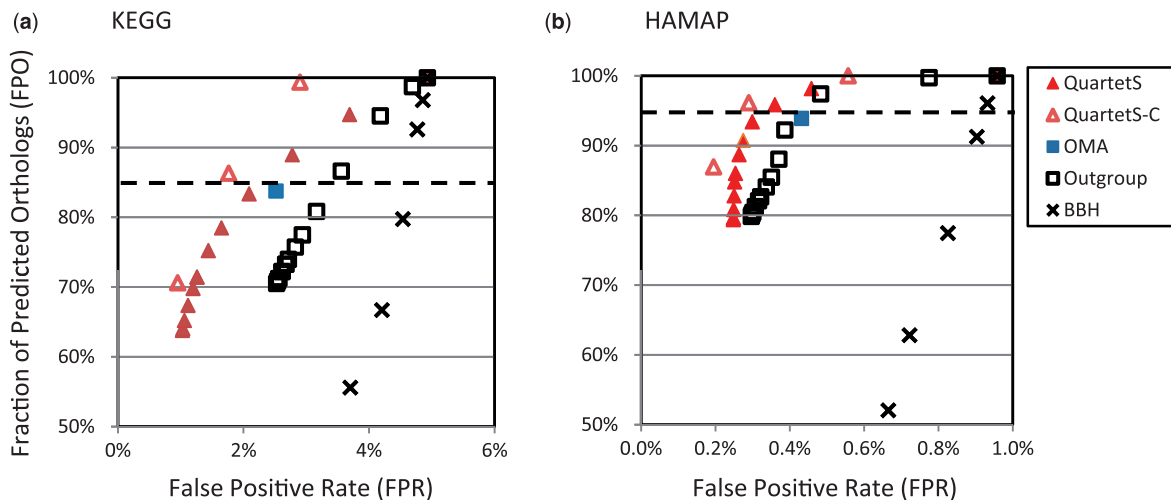 (a) KEGG
Fraction of Predicted Orthologs (FPO)
100%
90%
80%
70%
60%
50%
0% 2% 4% 6%
False Positive Rate (FPR)
(b) HAMAP
100%
90%
80%
70%
60%
50%
0.0% 0.2% 0.4% 0.6% 0.8% 1.0%
False Positive Rate (FPR)
QuartetS
QuartetS-C
OMA
Outgroup
BBH